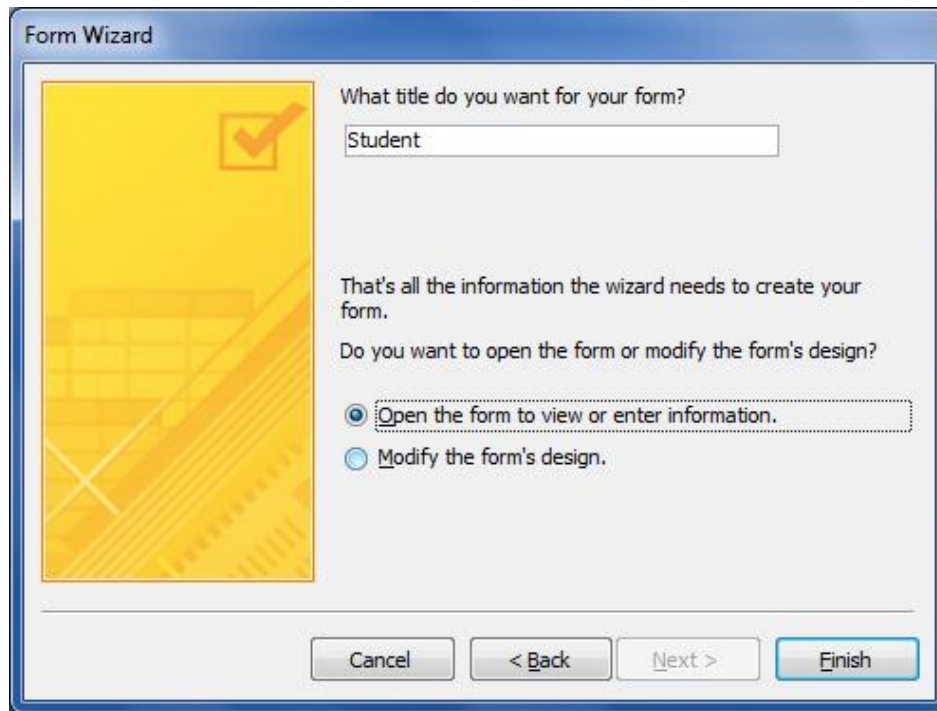 Form Wizard
What title do you want for your form?
Student
That's all the information the wizard needs to create your
form.
Do you want to open the form or modify the form's design?
Open the form to view or enter information.
Modify the form's design.
Cancel
< Back
Next >
Finish